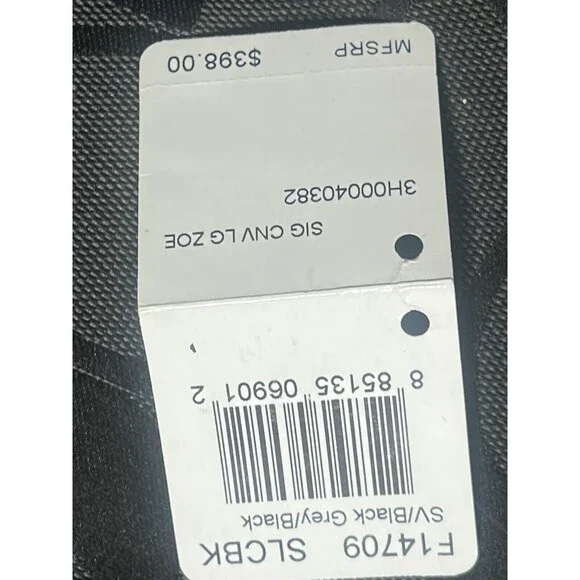 F14709 SLCBK
SV/Black Grey/Black
8 85135 06901 2
SIG CNV LG ZOE
3H00040382
MFSRP $398.00